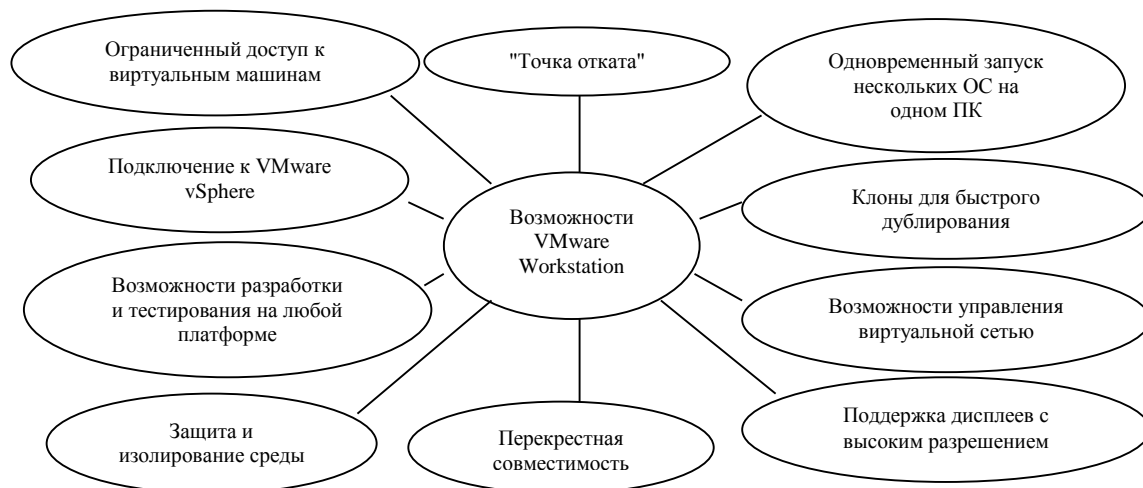 Ограниченный доступ к
виртуальным машинам
"Точка отката"
Одновременный запуск
нескольких ОС на
одном ПК
Подключение к VMware
vSphere
Возможности
VMware
Workstation
Клоны для быстрого
дублирования
Возможности разработки
и тестирования на любой
платформе
Возможности управления
виртуальной сетью
Защита и
изолирование среды
Перекрестная
совместимость
Поддержка дисплеев с
высоким разрешением